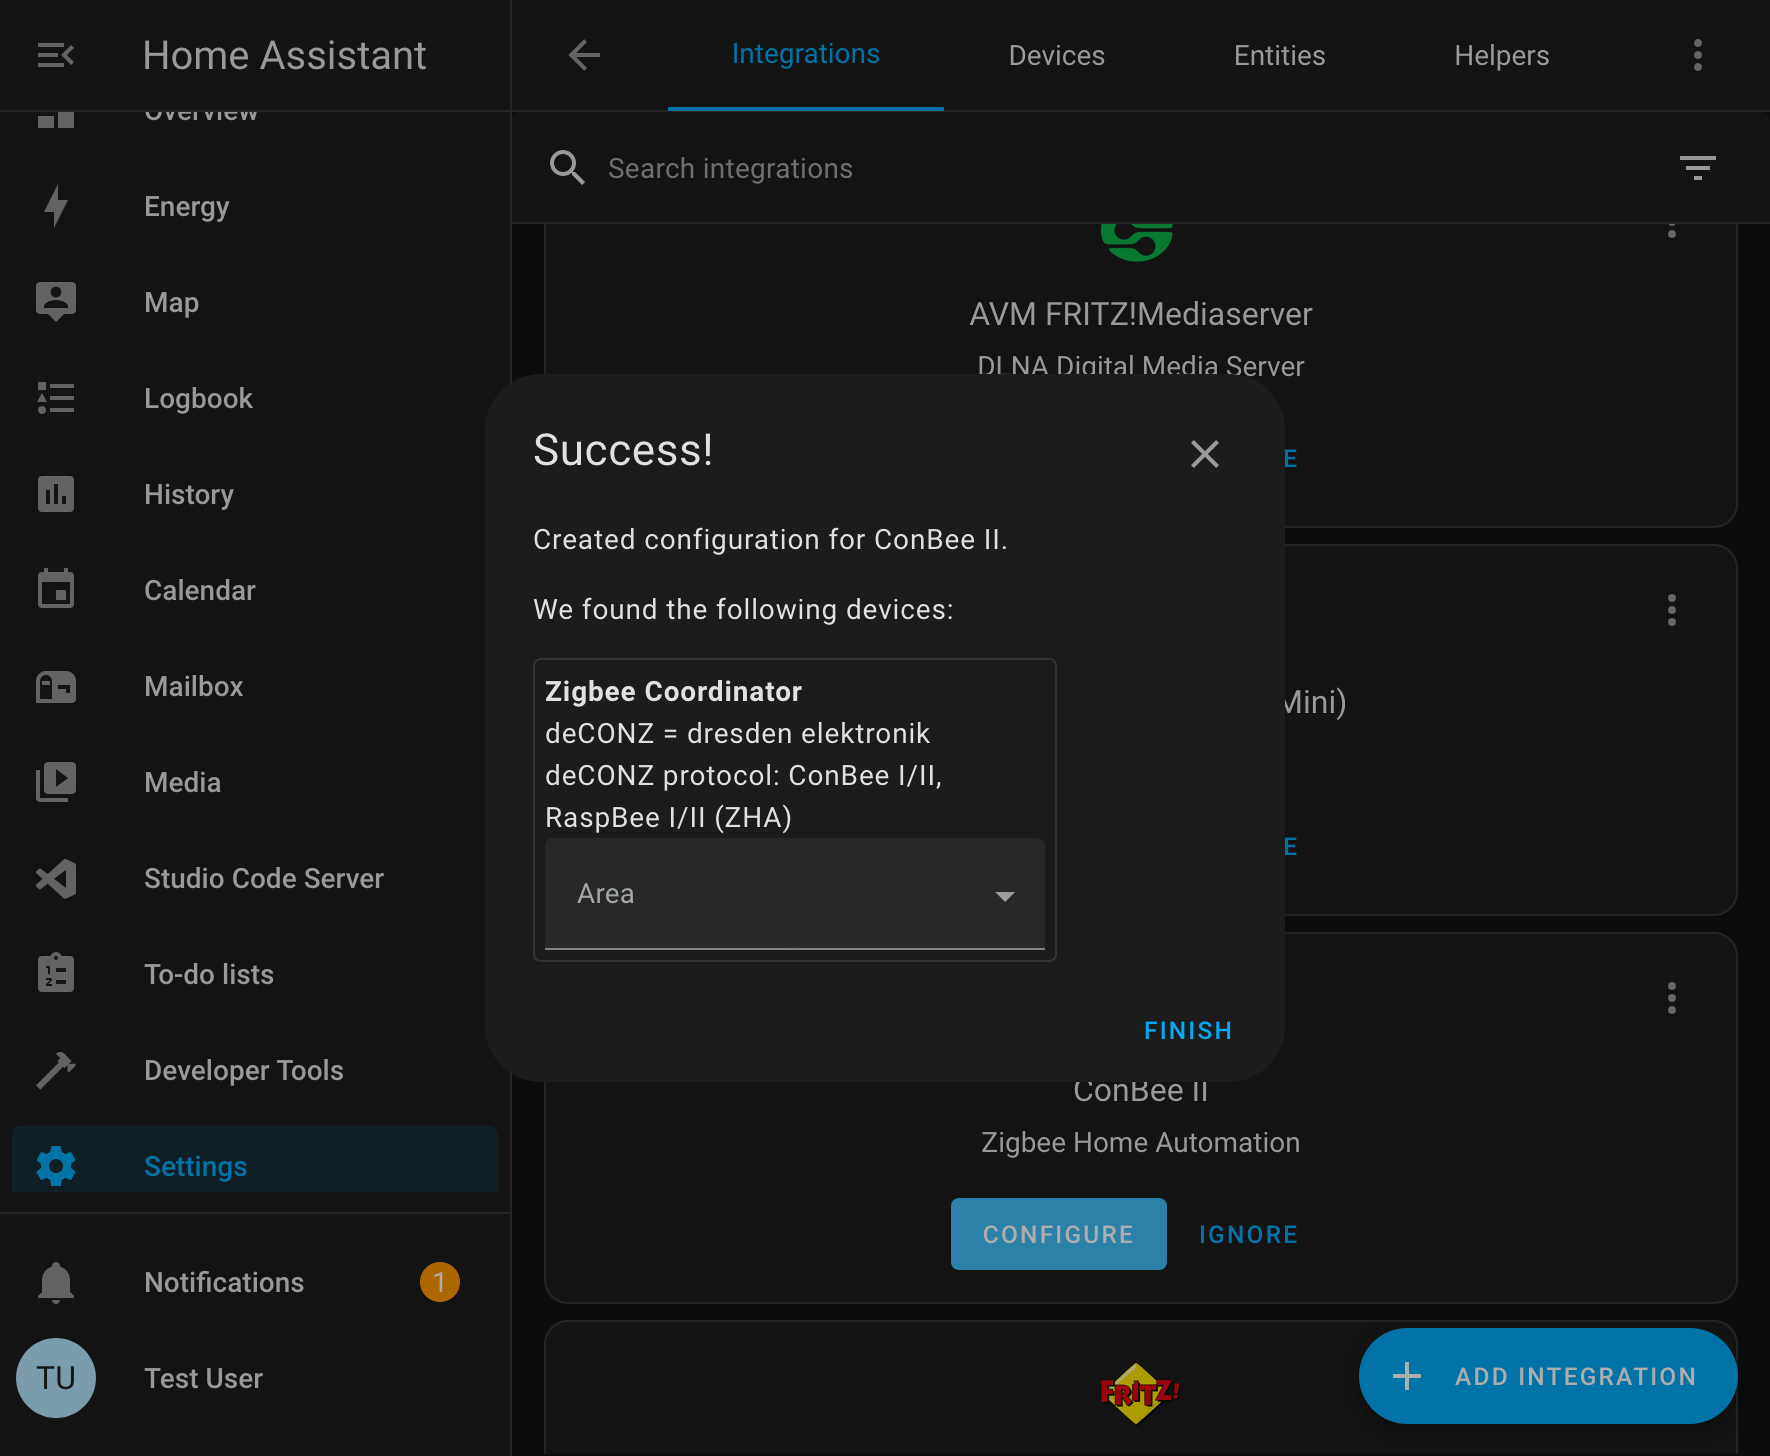 Home Assistant
Integrations
Devices
Entities
Helpers
Overview
Search integrations
Energy
Map
Logbook
History
Calendar
Mailbox
Media
Studio Code Server
To-do lists
Developer Tools
Settings
Notifications
1
TU
Test User
AVM FRITZ!Mediaserver
DLNA Digital Media Server
E
Success!
Created configuration for ConBee II.
We found the following devices:
Zigbee Coordinator
deCONZ = dresden elektronik
deCONZ protocol: ConBee I/II,
RaspBee I/II (ZHA)
Area
FINISH
Mini)
E
ConBee II
Zigbee Home Automation
CONFIGURE
IGNORE
FRITZ!
ADD INTEGRATION